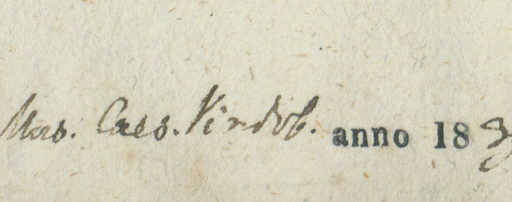 Mus. Caes. Vindob. anno 18